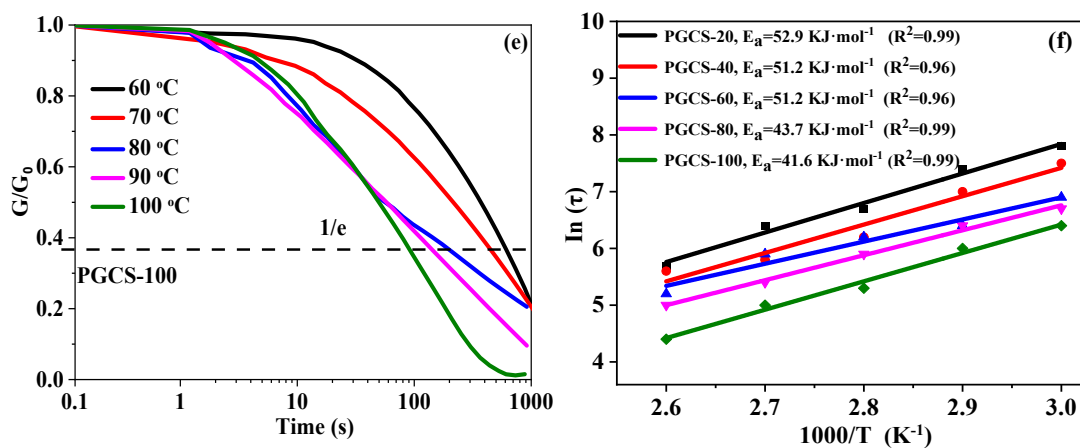 (e)
60 °C
70 °C
80 °C
90 °C
100 °C
1/e
PGCS-100
G/G0
1.0
0.8
0.6
0.4
0.2
0.0
0.1
1
10
100
1000
Time (s)
(f)
PGCS-20, Ea=52.9 KJ·mol-1 (R2=0.99)
PGCS-40, Ea=51.2 KJ·mol-1 (R2=0.96)
PGCS-60, Ea=51.2 KJ·mol-1 (R2=0.96)
PGCS-80, Ea=43.7 KJ·mol-1 (R2=0.99)
PGCS-100, Ea=41.6 KJ·mol-1 (R2=0.99)
In (τ)
8
7
6
5
4
2.6
2.7
2.8
2.9
3.0
1000/T (K-1)